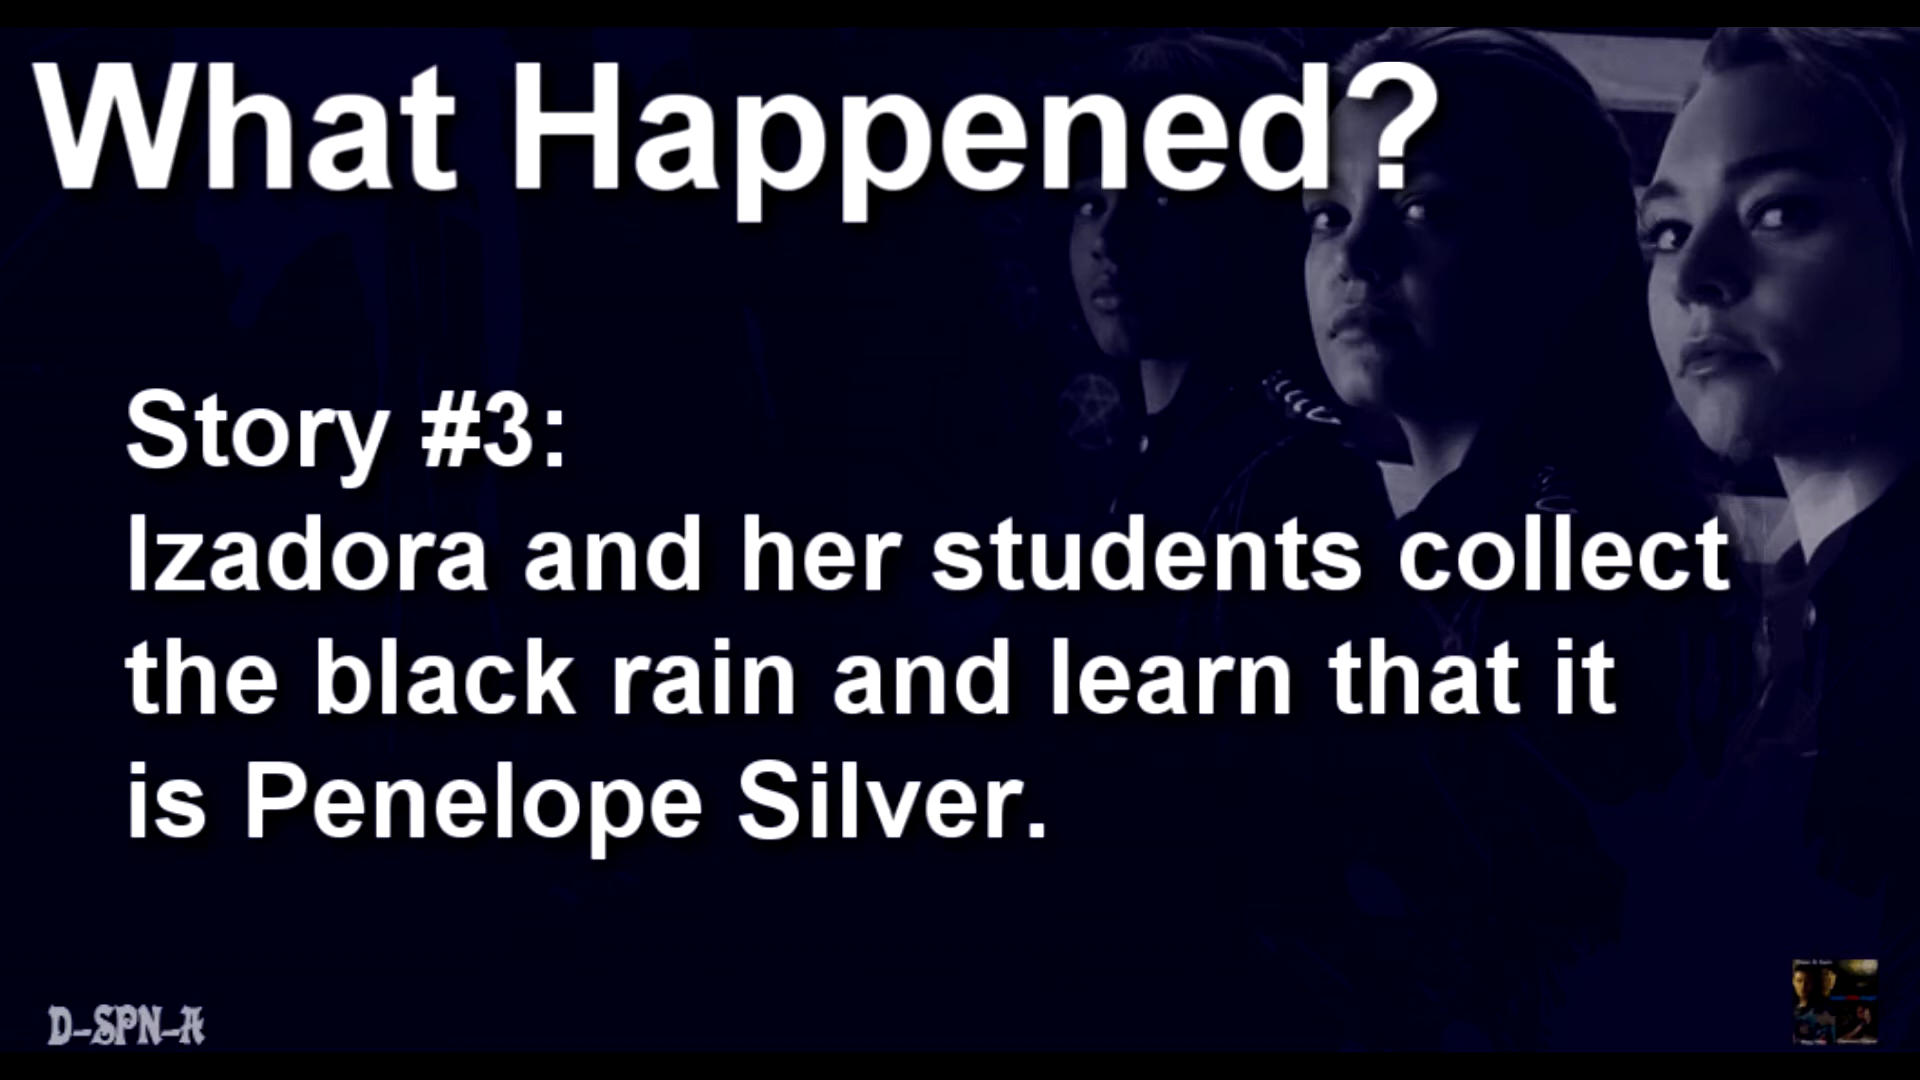 What Happened?
Story #3:
Izadora and her students collect
the black rain and learn that it
is Penelope Silver.
D-SPN-A